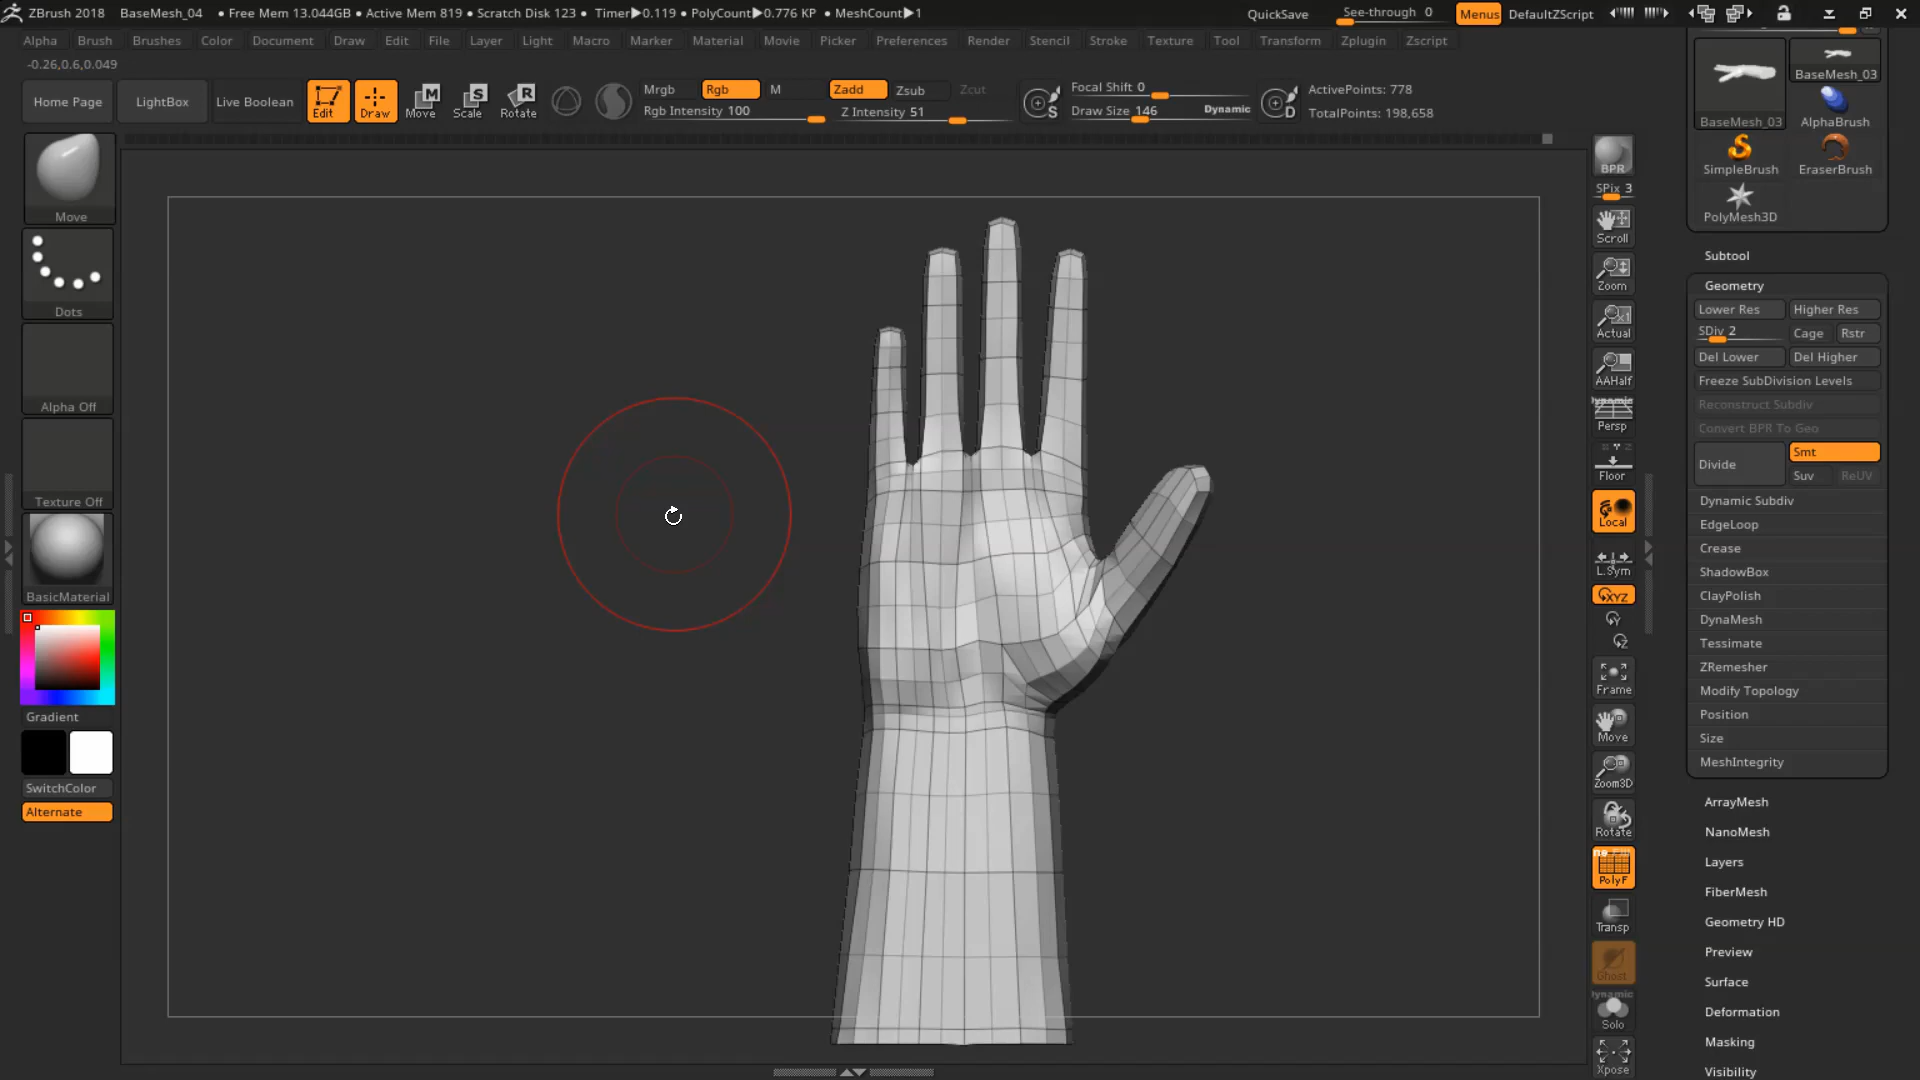 ZBrush 2018 BaseMesh_04 • Free Mem 13.044GB • Active Mem 819 • Scratch Disk 123 • Timer▶0.119 • PolyCount▶0.776 KP • MeshCount▶1 QuickSave See-through 0 Menus DefaultZScript
Alpha Brush Brushes Color Document Draw Edit File Layer Light Macro Marker Material Movie Picker Preferences Render Stencil Stroke Texture Tool Transform Zplugin Zscript
-0.26,0.6,0.049
Home Page LightBox Live Boolean Edit Draw Move Scale Rotate
Mrgb Rgb M Zadd Zsub Zcut Focal Shift 0 ActivePoints: 778
Rgb Intensity 100 Z Intensity 51 Draw Size 146 Dynamic TotalPoints: 198,658
M
S
R
S
D
Move
Dots
Alpha Off
Texture Off
BasicMaterial
Gradient
SwitchColor
Alternate
BPR
SPix 3
Scroll
Zoom
Actual
AAHalf
Dynamic
Persp
Floor
Local
L.Sym
XYZ
Y
Z
Frame
Move
Zoom3D
Rotate
PolyF
Transp
Ghost
Dynamic
Solo
Xpose
BaseMesh_03 BaseMesh_03
AlphaBrush
SimpleBrush EraserBrush
PolyMesh3D
Subtool
Geometry
Lower Res Higher Res
SDiv 2 Cage Rstr
Del Lower Del Higher
Freeze SubDivision Levels
Reconstruct Subdiv
Convert BPR To Geo
Divide Smt
Suv ReUV
Dynamic Subdiv
EdgeLoop
Crease
ShadowBox
ClayPolish
DynaMesh
Tessimate
ZRemesher
Modify Topology
Position
Size
MeshIntegrity
ArrayMesh
NanoMesh
Layers
FiberMesh
Geometry HD
Preview
Surface
Deformation
Masking
Visibility